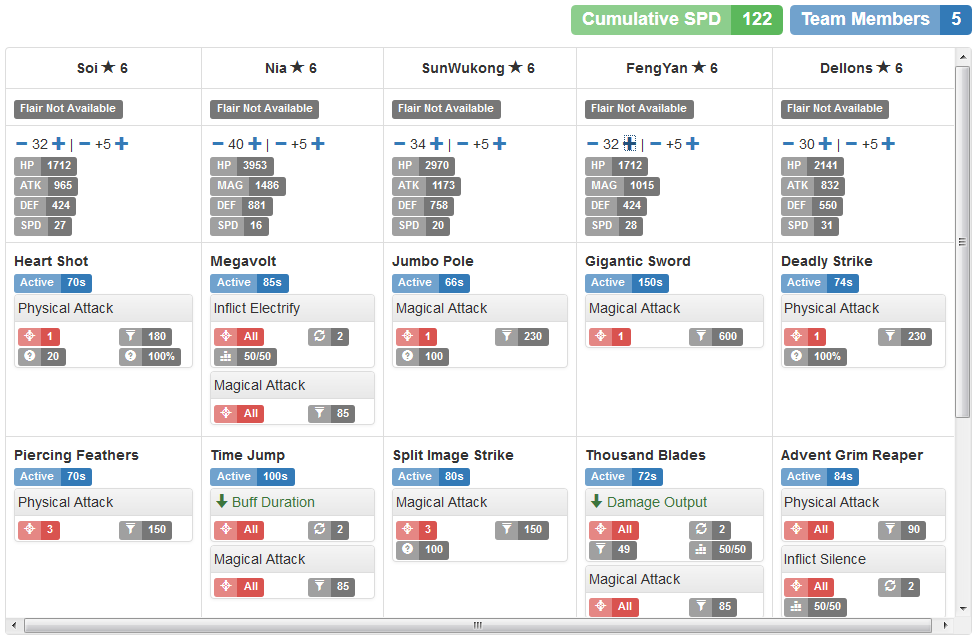 Cumulative SPD 122 Team Members 5
Soi ★ 6 Nia ★ 6 SunWukong ★ 6 FengYan ★ 6 Dellons ★ 6
Flair Not Available Flair Not Available Flair Not Available Flair Not Available Flair Not Available
− 32 + | − +5 + − 40 + | − +5 + − 34 + | − +5 + − 32 + | − +5 + − 30 + | − +5 +
HP 1712 HP 3953 HP 2970 HP 1712 HP 2141
ATK 965 MAG 1486 ATK 1173 MAG 1015 ATK 832
DEF 424 DEF 881 DEF 758 DEF 424 DEF 550
SPD 27 SPD 16 SPD 20 SPD 28 SPD 31
Heart Shot Megavolt Jumbo Pole Gigantic Sword Deadly Strike
Active 70s Active 85s Active 66s Active 150s Active 74s
Physical Attack Inflict Electrify Magical Attack Magical Attack Physical Attack
1 180 All 2 1 230 1 600 1 230
? 20 ? 100% 50/50 ? 100 ? 100%
Magical Attack
All 85
Piercing Feathers Time Jump Split Image Strike Thousand Blades Advent Grim Reaper
Active 70s Active 100s Active 80s Active 72s Active 84s
Physical Attack Buff Duration Magical Attack Damage Output Physical Attack
3 150 All 2 3 150 All 2 All 90
? 100 49 50/50
Magical Attack Inflict Silence
Magical Attack
All 85 All 2
All 85 50/50